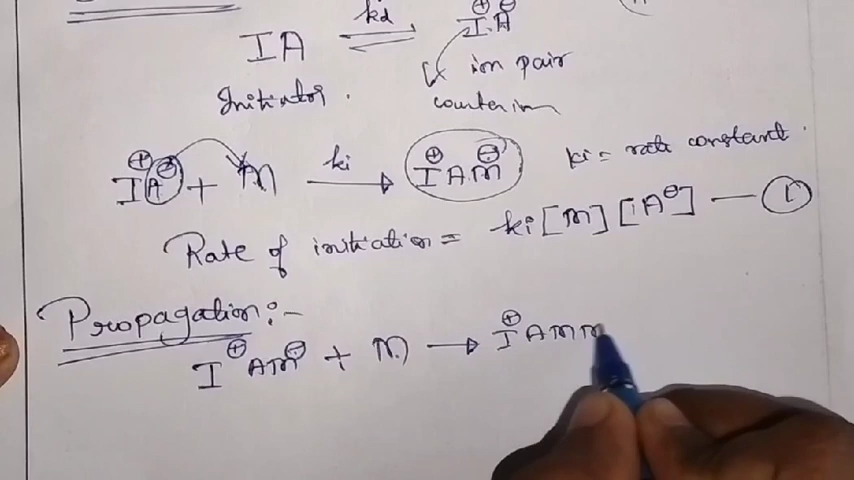 kd
IA ⇌ I⊕ A⊖
ion pair
Initiator. counterion
I⊕ A⊖ + M ki → I⊕ A M⊖ ki = rate constant.
Rate of initiation = ki [M] [A⊖] — 1
Propagation:-
I⊕ AM⊖ + M → I⊕ AMM